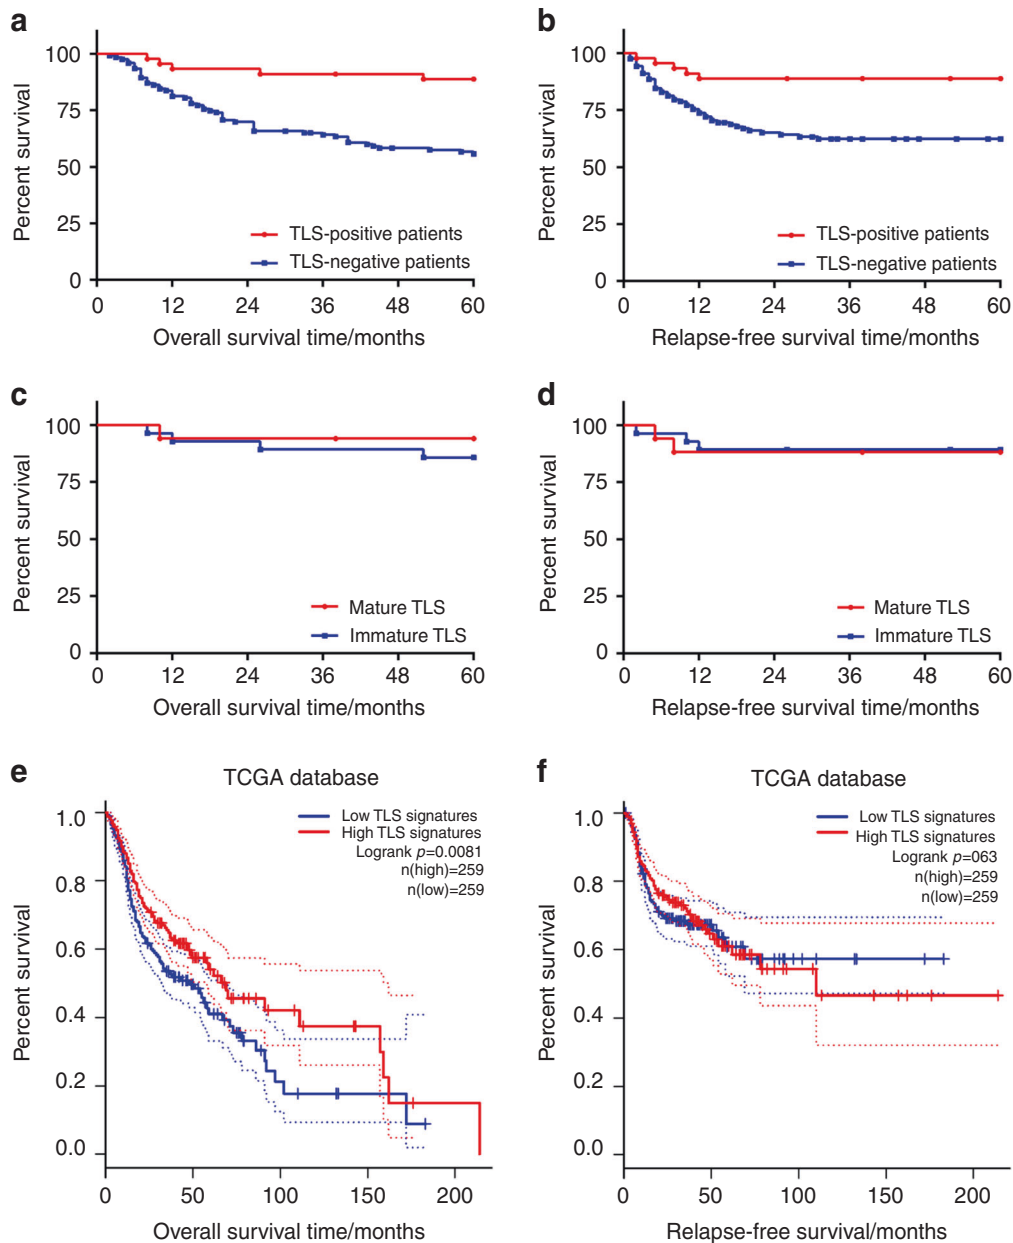 a
100
75
50
25
0
Percent survival
TLS-positive patients
TLS-negative patients
0 12 24 36 48 60
Overall survival time/months
b
100
75
50
25
0
Percent survival
TLS-positive patients
TLS-negative patients
0 12 24 36 48 60
Relapse-free survival time/months
c
100
75
50
25
0
Percent survival
Mature TLS
Immature TLS
0 12 24 36 48 60
Overall survival time/months
d
100
75
50
25
0
Percent survival
Mature TLS
Immature TLS
0 12 24 36 48 60
Relapse-free survival time/months
e
TCGA database
1.0
0.8
0.6
0.4
0.2
0.0
Percent survival
Low TLS signatures
High TLS signatures
Logrank p=0.0081
n(high)=259
n(low)=259
0 50 100 150 200
Overall survival time/months
f
TCGA database
1.0
0.8
0.6
0.4
0.2
0.0
Percent survival
Low TLS signatures
High TLS signatures
Logrank p=063
n(high)=259
n(low)=259
0 50 100 150 200
Relapse-free survival/months